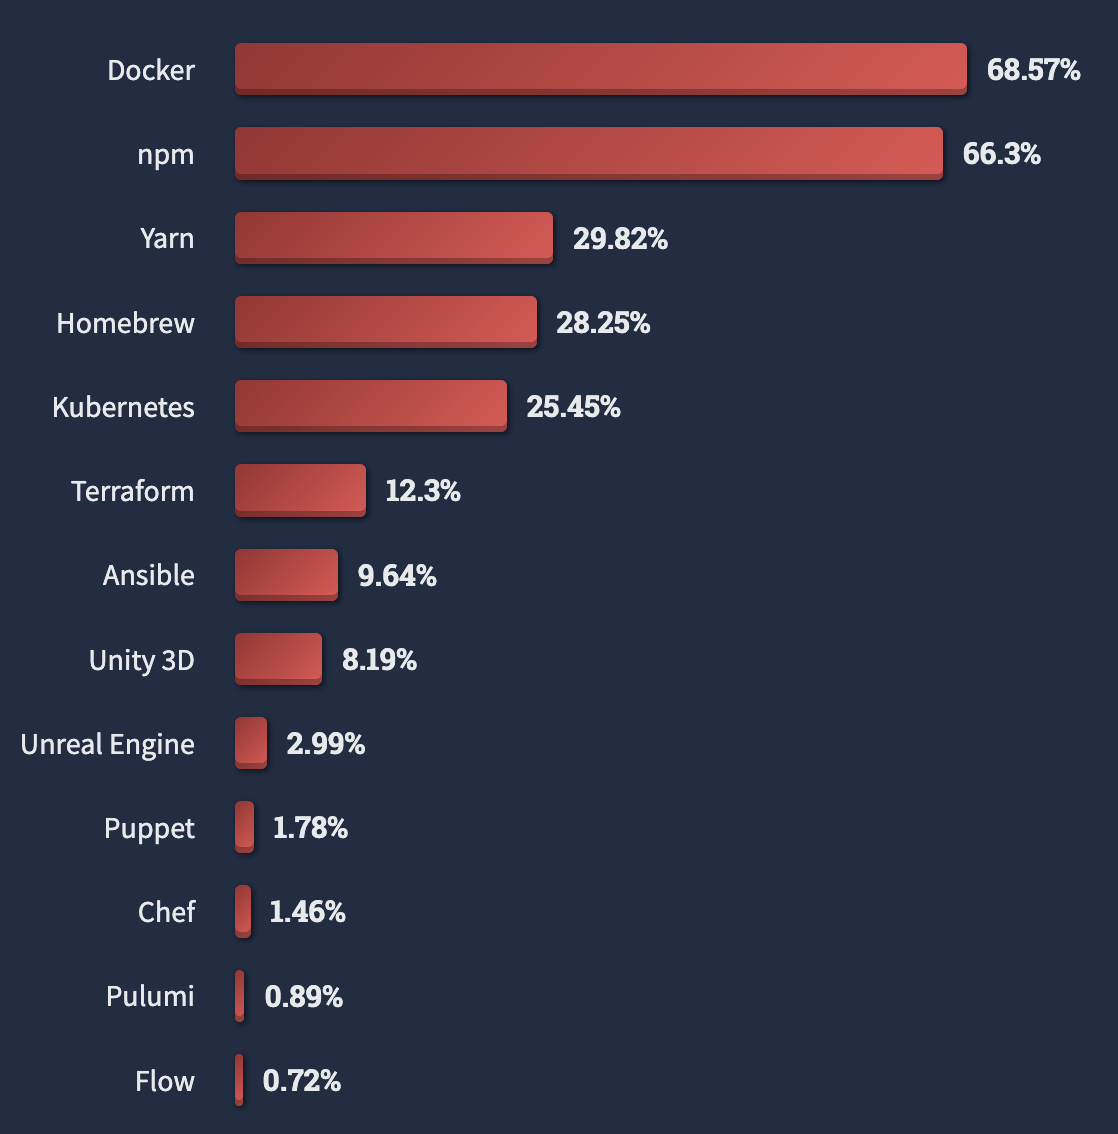 Docker 68.57%
npm 66.3%
Yarn 29.82%
Homebrew 28.25%
Kubernetes 25.45%
Terraform 12.3%
Ansible 9.64%
Unity 3D 8.19%
Unreal Engine 2.99%
Puppet 1.78%
Chef 1.46%
Pulumi 0.89%
Flow 0.72%